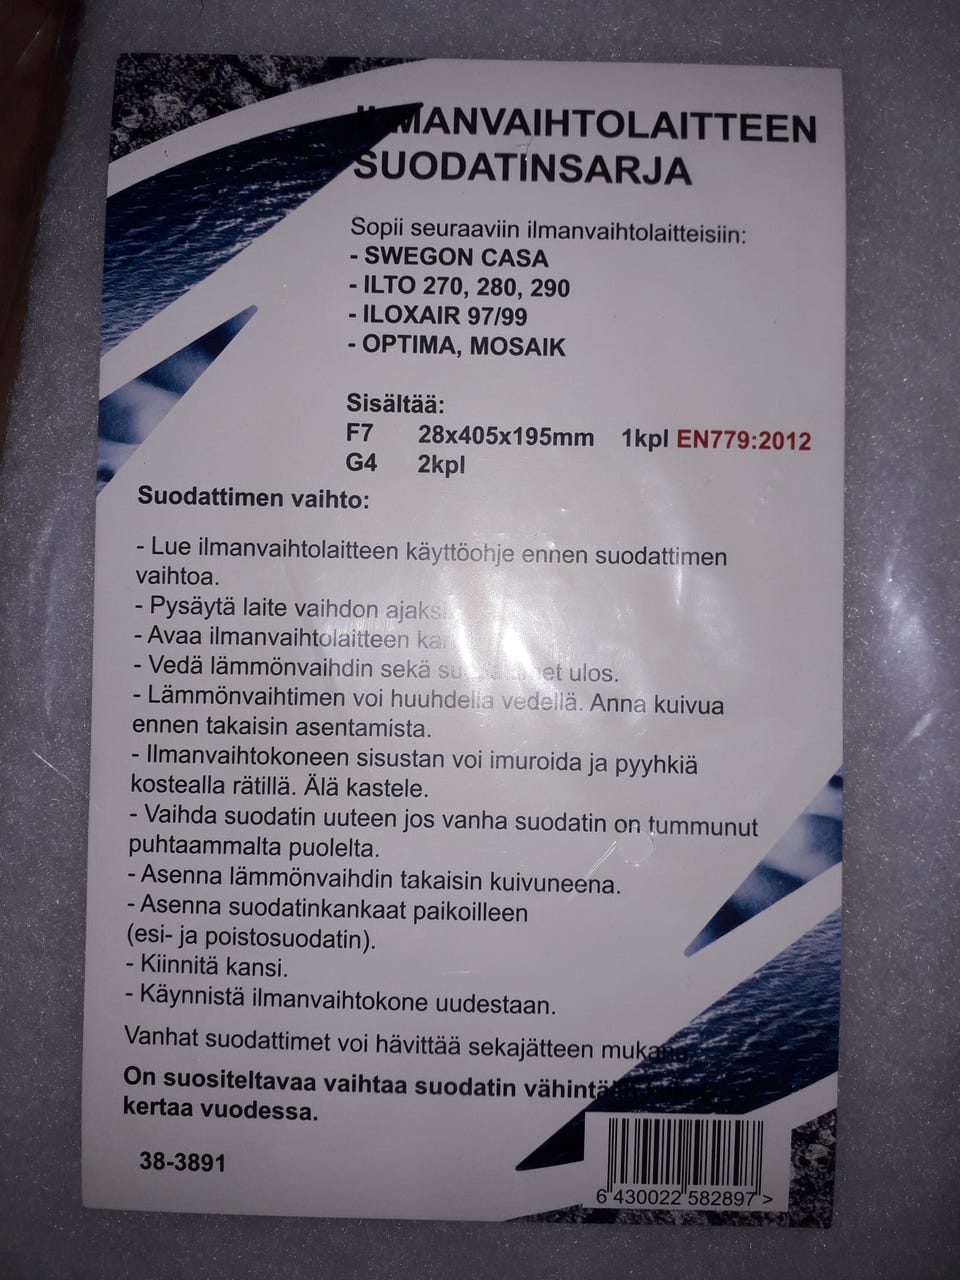 ILMANVAIHTOLAITTEEN
SUODATINSARJA
Sopii seuraaviin ilmanvaihtolaitteisiin:
- SWEGON CASA
- ILTO 270, 280, 290
- ILOXAIR 97/99
- OPTIMA, MOSAIK
Sisältää:
F7 28x405x195mm 1kpl EN779:2012
G4 2kpl
Suodattimen vaihto:
- Lue ilmanvaihtolaitteen käyttöohje ennen suodattimen
vaihtoa.
- Pysäytä laite vaihdon ajaksi
- Avaa ilmanvaihtolaitteen
- Vedä lämmönvaihdin sekä suodattimet ulos.
- Lämmönvaihtimen voi huuhdella vedellä. Anna kuivua
ennen takaisin asentamista.
- Ilmanvaihtokoneen sisustan voi imuroida ja pyyhkiä
kostealla rätillä. Älä kastele.
- Vaihda suodatin uuteen jos vanha suodatin on tummunut
puhtaammalta puolelta.
- Asenna lämmönvaihdin takaisin kuivuneena.
- Asenna suodatinkankaat paikoilleen
(esi- ja poistosuodatin).
- Kiinnitä kansi.
- Käynnistä ilmanvaihtokone uudestaan.
Vanhat suodattimet voi hävittää sekajätteen mukana.
On suositeltavaa vaihtaa suodatin vähintään kaksi
kertaa vuodessa.
38-3891
6 430022 582897 >